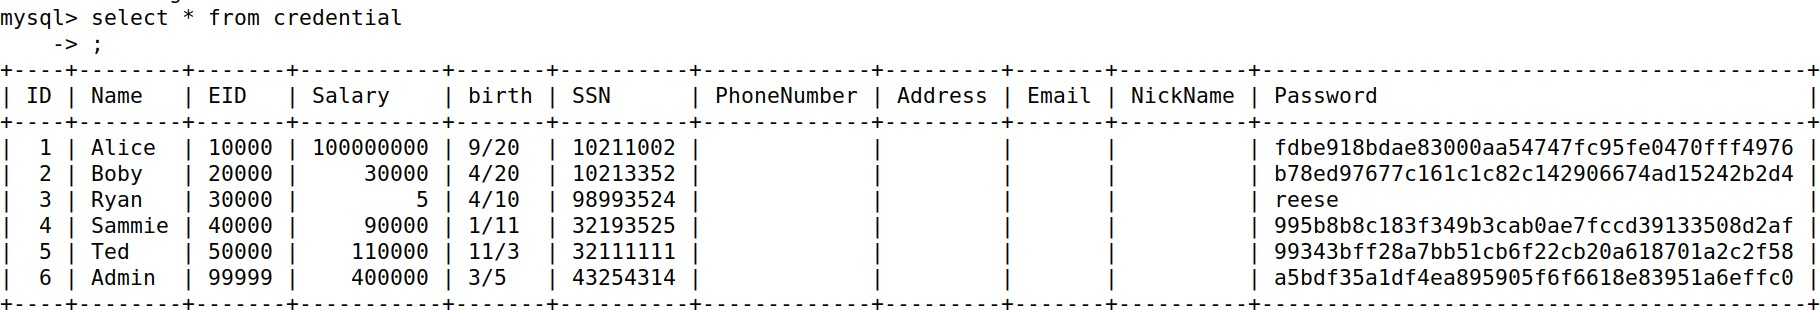 mysql> select * from credential
    -> ;
+----+--------+-------+-----------+-------+----------+-------------+---------+-------+----------+------------------------------------------+
| ID | Name   | EID   | Salary    | birth | SSN      | PhoneNumber | Address | Email | NickName | Password                                 |
+----+--------+-------+-----------+-------+----------+-------------+---------+-------+----------+------------------------------------------+
|  1 | Alice  | 10000 | 100000000 | 9/20  | 10211002 |             |         |       |          | fdbe918bdae83000aa54747fc95fe0470fff4976 |
|  2 | Boby   | 20000 |     30000 | 4/20  | 10213352 |             |         |       |          | b78ed97677c161c1c82c142906674ad15242b2d4 |
|  3 | Ryan   | 30000 |         5 | 4/10  | 98993524 |             |         |       |          | reese                                    |
|  4 | Sammie | 40000 |     90000 | 1/11  | 32193525 |             |         |       |          | 995b8b8c183f349b3cab0ae7fccd39133508d2af |
|  5 | Ted    | 50000 |    110000 | 11/3  | 32111111 |             |         |       |          | 99343bff28a7bb51cb6f22cb20a618701a2c2f58 |
|  6 | Admin  | 99999 |    400000 | 3/5   | 43254314 |             |         |       |          | a5bdf35a1df4ea895905f6f6618e83951a6effc0 |
+----+--------+-------+-----------+-------+----------+-------------+---------+-------+----------+------------------------------------------+